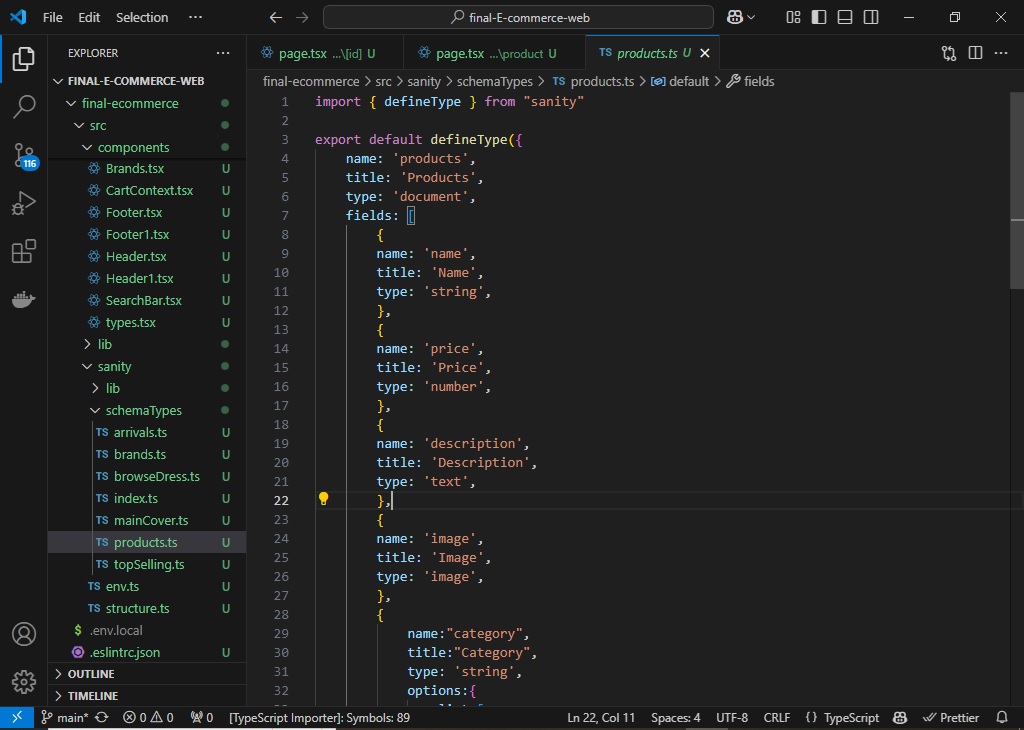 File Edit Selection ···
final-E-commerce-web
EXPLORER ···
FINAL-E-COMMERCE-WEB
final-ecommerce
src
components
Brands.tsx U
CartContext.tsx U
Footer.tsx U
Footer1.tsx U
Header.tsx U
Header1.tsx U
SearchBar.tsx U
types.tsx U
lib
sanity
lib
schemaTypes
TS arrivals.ts U
TS brands.ts U
TS browseDress.ts U
TS index.ts U
TS mainCover.ts U
TS products.ts U
TS topSelling.ts U
TS env.ts U
TS structure.ts U
$ .env.local
.eslintrc.json U
OUTLINE
TIMELINE
116
page.tsx ...\[id] U
page.tsx ...\product U
TS products.ts U
final-ecommerce > src > sanity > schemaTypes > TS products.ts > default > fields
1 import { defineType } from "sanity"
2
3 export default defineType({
4 name: 'products',
5 title: 'Products',
6 type: 'document',
7 fields: [
8 {
9 name: 'name',
10 title: 'Name',
11 type: 'string',
12 },
13 {
14 name: 'price',
15 title: 'Price',
16 type: 'number',
17 },
18 {
19 name: 'description',
20 title: 'Description',
21 type: 'text',
22 },
23 {
24 name: 'image',
25 title: 'Image',
26 type: 'image',
27 },
28 {
29 name:"category",
30 title:"Category",
31 type: 'string',
32 options:{
main* 0 0 0 [TypeScript Importer]: Symbols: 89 Ln 22, Col 11 Spaces: 4 UTF-8 CRLF {} TypeScript Prettier